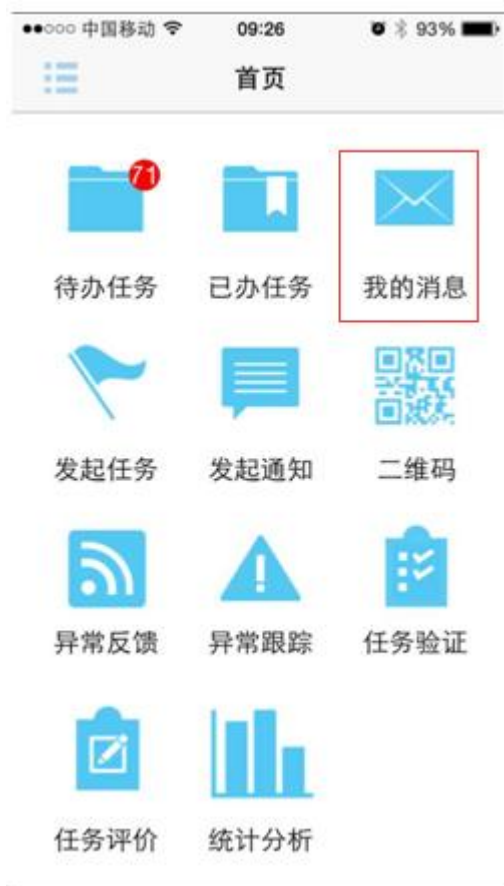 中国移动 09:26 93%
首页
71
待办任务 已办任务 我的消息
发起任务 发起通知 二维码
异常反馈 异常跟踪 任务验证
任务评价 统计分析